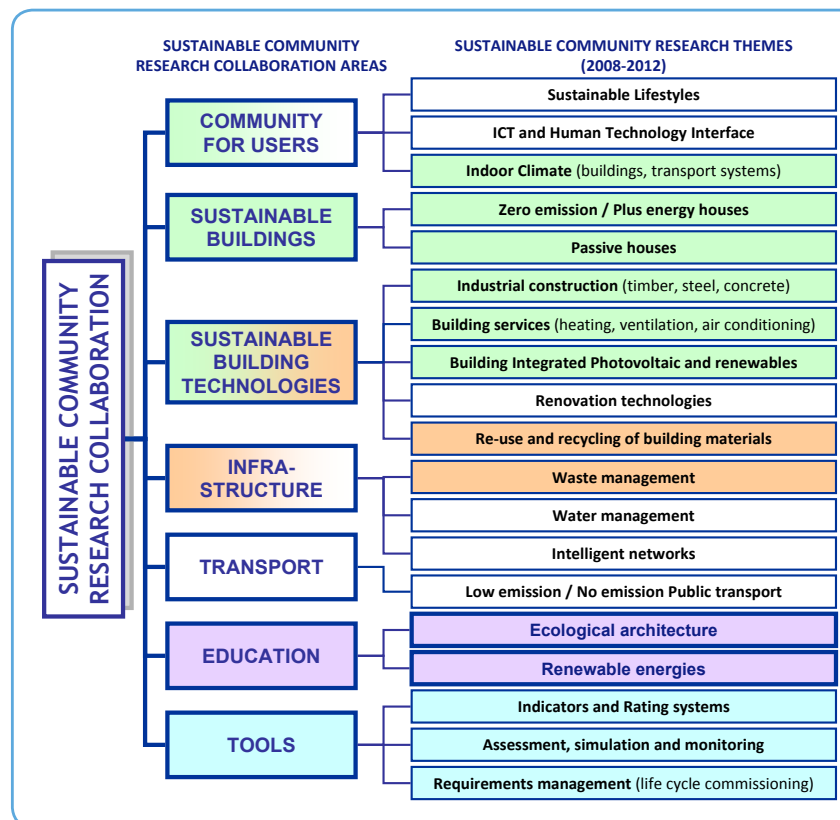 SUSTAINABLE COMMUNITY
RESEARCH COLLABORATION AREAS
SUSTAINABLE COMMUNITY RESEARCH THEMES
(2008-2012)
SUSTAINABLE COMMUNITY
RESEARCH COLLABORATION
COMMUNITY
FOR USERS
Sustainable Lifestyles
ICT and Human Technology Interface
Indoor Climate (buildings, transport systems)
SUSTAINABLE
BUILDINGS
Zero emission / Plus energy houses
Passive houses
SUSTAINABLE
BUILDING
TECHNOLOGIES
Industrial construction (timber, steel, concrete)
Building services (heating, ventilation, air conditioning)
Building Integrated Photovoltaic and renewables
Renovation technologies
Re-use and recycling of building materials
INFRA-
STRUCTURE
Waste management
Water management
Intelligent networks
TRANSPORT
Low emission / No emission Public transport
EDUCATION
Ecological architecture
Renewable energies
TOOLS
Indicators and Rating systems
Assessment, simulation and monitoring
Requirements management (life cycle commissioning)